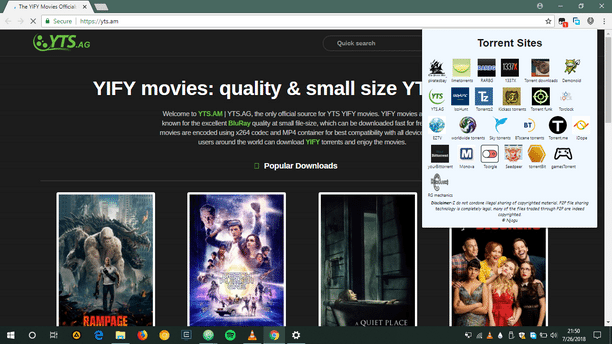 The YIFY Movies Official
Secure
https://yts.am
YTS.AG
Quick search
YIFY movies: quality & small size YT
Welcome to YTS.AM | YTS.AG, the only official source for YTS YIFY movies. YIFY movies a
known for the excellent BluRay quality at small file-size, which can be downloaded fast for fr
movies are encoded using x264 codec and MP4 container for best compatibility with all devic
users around the world can download YIFY torrents and enjoy the movies.
Popular Downloads
RAMPAGE
A QUIET PLACE
Torrent Sites
piratesbay limetorrents RARBG 1337X Torrent downloads Demonoid
YTS.AG isoHunt Torrentz Kickass torrents Torrent funk Torlock
EZTV worldwide torrents Sky torrents BTscene torrents Torrent.me iDope
yourBittorrent Monova Toorgle Seedpeer torrentBit gamesTorrent
RG mechanics
Disclaimer: I do not condone illegal sharing of copyrighted material. P2P file sharing
technology is completely legal, many of the files traded through P2P are indeed
copyrighted
© Njugu
21:50
7/26/2018